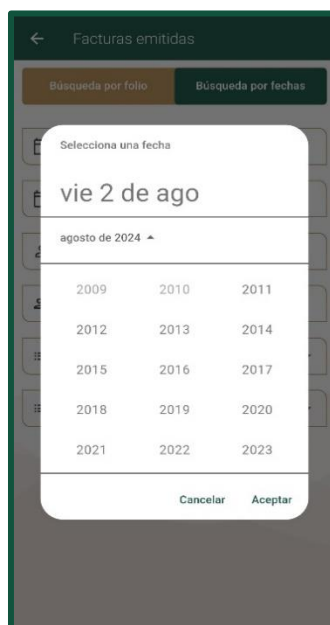 Facturas emitidas
Búsqueda por folio Búsqueda por fechas
Selecciona una fecha
vie 2 de ago
agosto de 2024
2009 2010 2011
2012 2013 2014
2015 2016 2017
2018 2019 2020
2021 2022 2023
Cancelar Aceptar